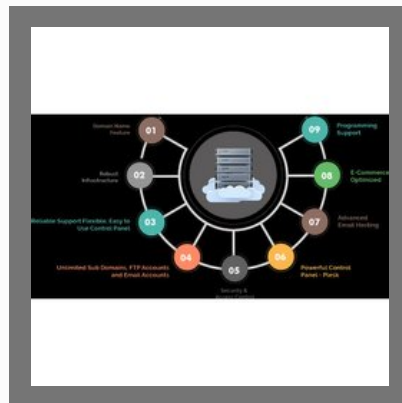 01
Domain Name
Feature
02
Robust
Infrastructure
03
Reliable Support Flexible, Easy to
Use Control Panel
04
Unlimited Sub Domains, FTP Accounts
and Email Accounts
05
Security &
Access Control
06
Powerful Control
Panel - Plesk
07
Advanced
Email Hosting
08
E-Commerce
Optimized
09
Programming
Support